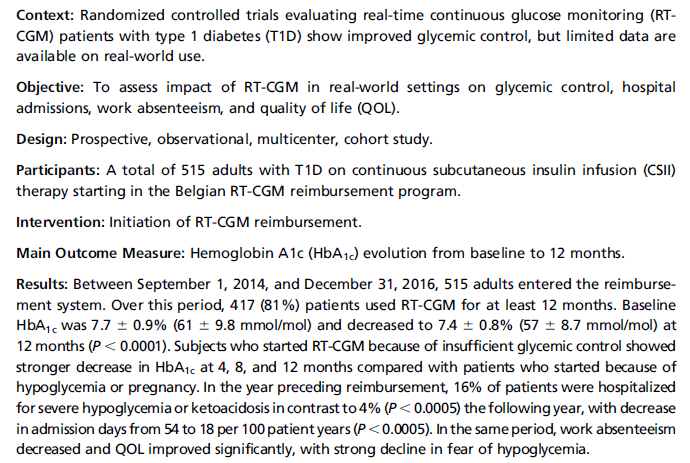 Context: Randomized controlled trials evaluating real-time continuous glucose monitoring (RT-
CGM) patients with type 1 diabetes (T1D) show improved glycemic control, but limited data are
available on real-world use.
Objective: To assess impact of RT-CGM in real-world settings on glycemic control, hospital
admissions, work absenteeism, and quality of life (QOL).
Design: Prospective, observational, multicenter, cohort study.
Participants: A total of 515 adults with T1D on continuous subcutaneous insulin infusion (CSII)
therapy starting in the Belgian RT-CGM reimbursement program.
Intervention: Initiation of RT-CGM reimbursement.
Main Outcome Measure: Hemoglobin A1c (HbA1c) evolution from baseline to 12 months.
Results: Between September 1, 2014, and December 31, 2016, 515 adults entered the reimburse-
ment system. Over this period, 417 (81%) patients used RT-CGM for at least 12 months. Baseline
HbA1c was 7.7 ± 0.9% (61 ± 9.8 mmol/mol) and decreased to 7.4 ± 0.8% (57 ± 8.7 mmol/mol) at
12 months (P < 0.0001). Subjects who started RT-CGM because of insufficient glycemic control showed
stronger decrease in HbA1c at 4, 8, and 12 months compared with patients who started because of
hypoglycemia or pregnancy. In the year preceding reimbursement, 16% of patients were hospitalized
for severe hypoglycemia or ketoacidosis in contrast to 4% (P < 0.0005) the following year, with decrease
in admission days from 54 to 18 per 100 patient years (P < 0.0005). In the same period, work absenteeism
decreased and QOL improved significantly, with strong decline in fear of hypoglycemia.